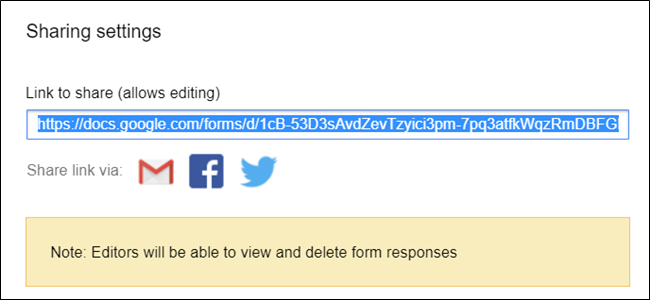 Sharing settings
Link to share (allows editing)
https://docs.google.com/forms/d/1cB-53D3sAvdZevTzyici3pm-7pq3atfkWqzRmDBFG
Share link via:
Note: Editors will be able to view and delete form responses